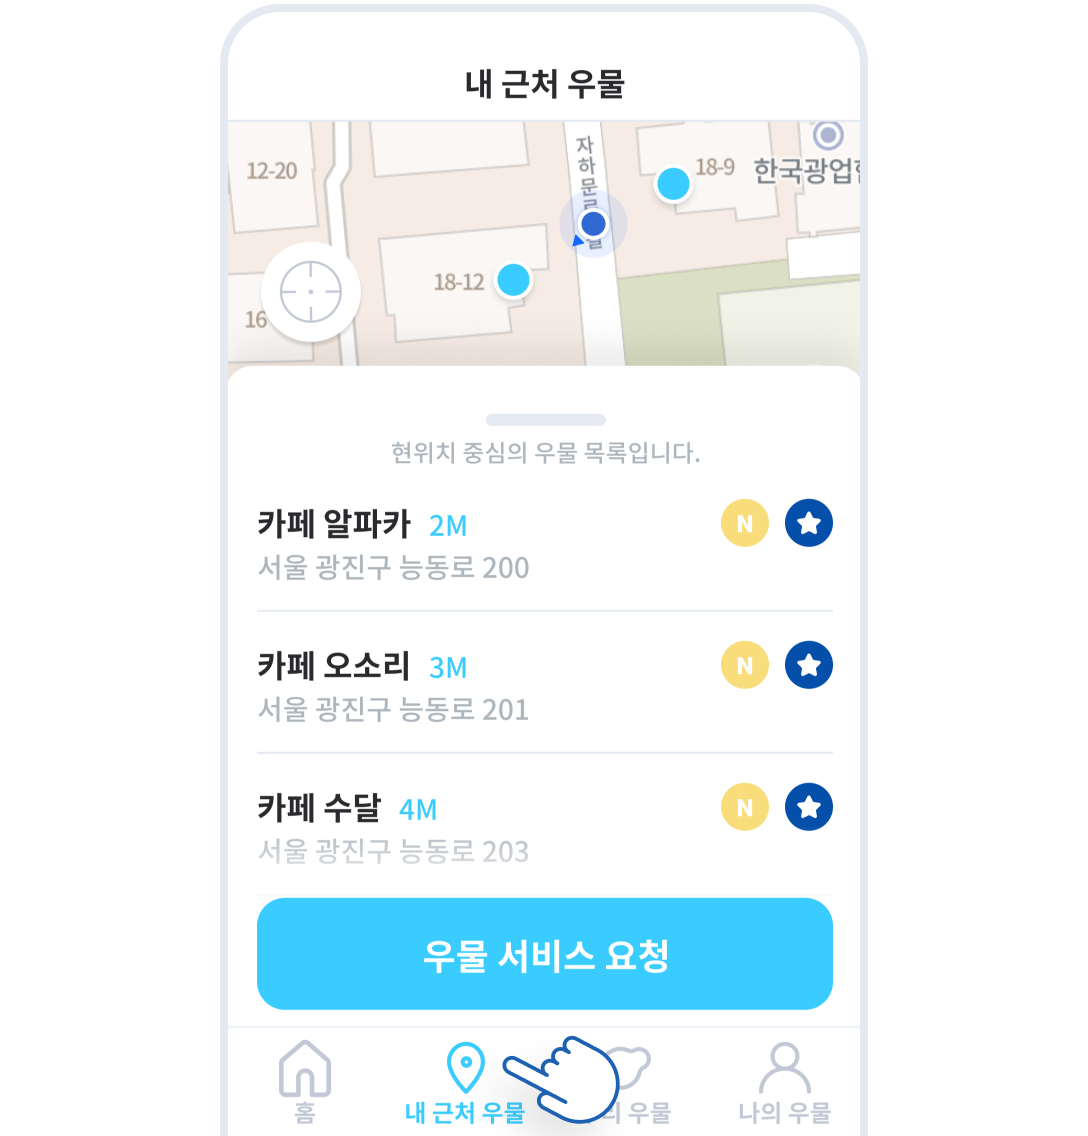 내 근처 우물
12-20
자하문로
길
18-9
한국광업
18-12
16
현위치 중심의 우물 목록입니다.
카페 알파카 2M
N
서울 광진구 능동로 200
카페 오소리 3M
N
서울 광진구 능동로 201
카페 수달 4M
N
서울 광진구 능동로 203
우물 서비스 요청
홈
내 근처 우물
우물
나의 우물